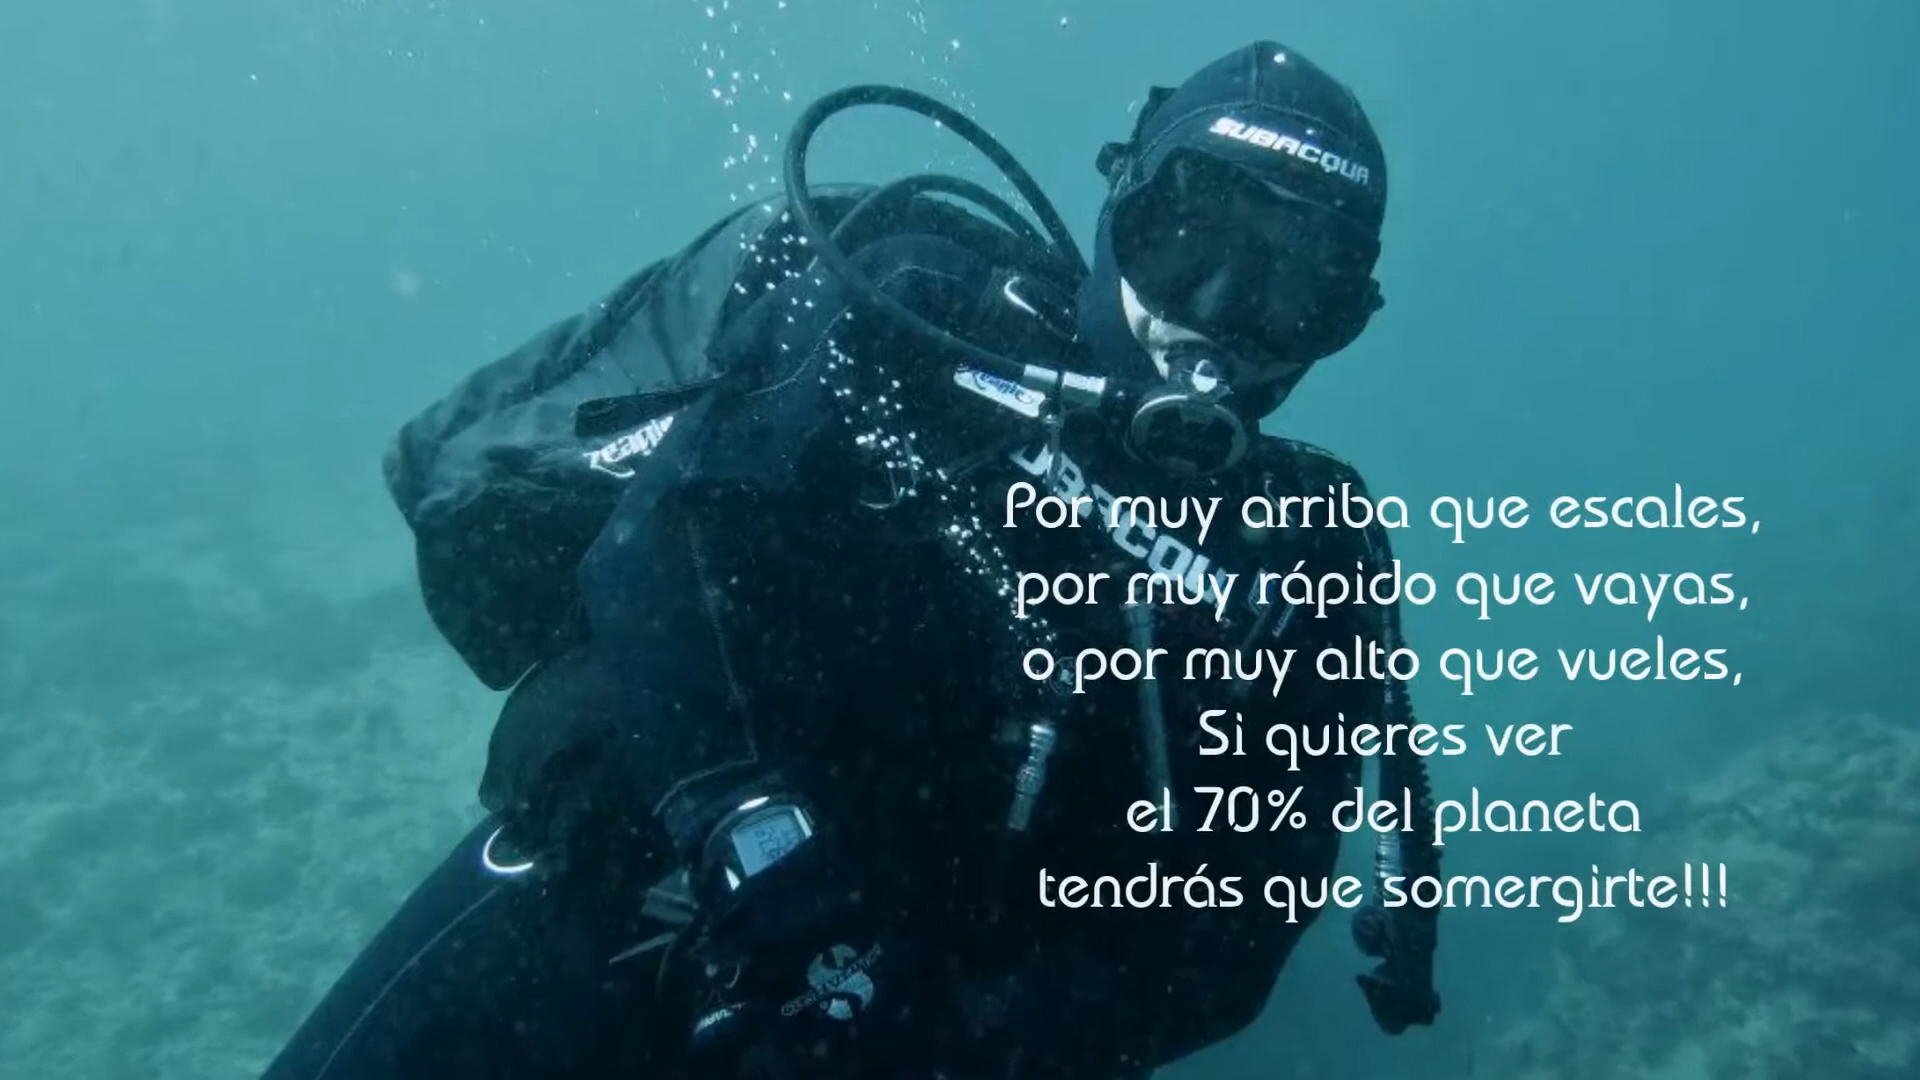 SUBACQUA
Por muy arriba que escales,
por muy rápido que vayas,
o por muy alto que vueles,
Si quieres ver
el 70% del planeta
tendrás que somergirte!!!